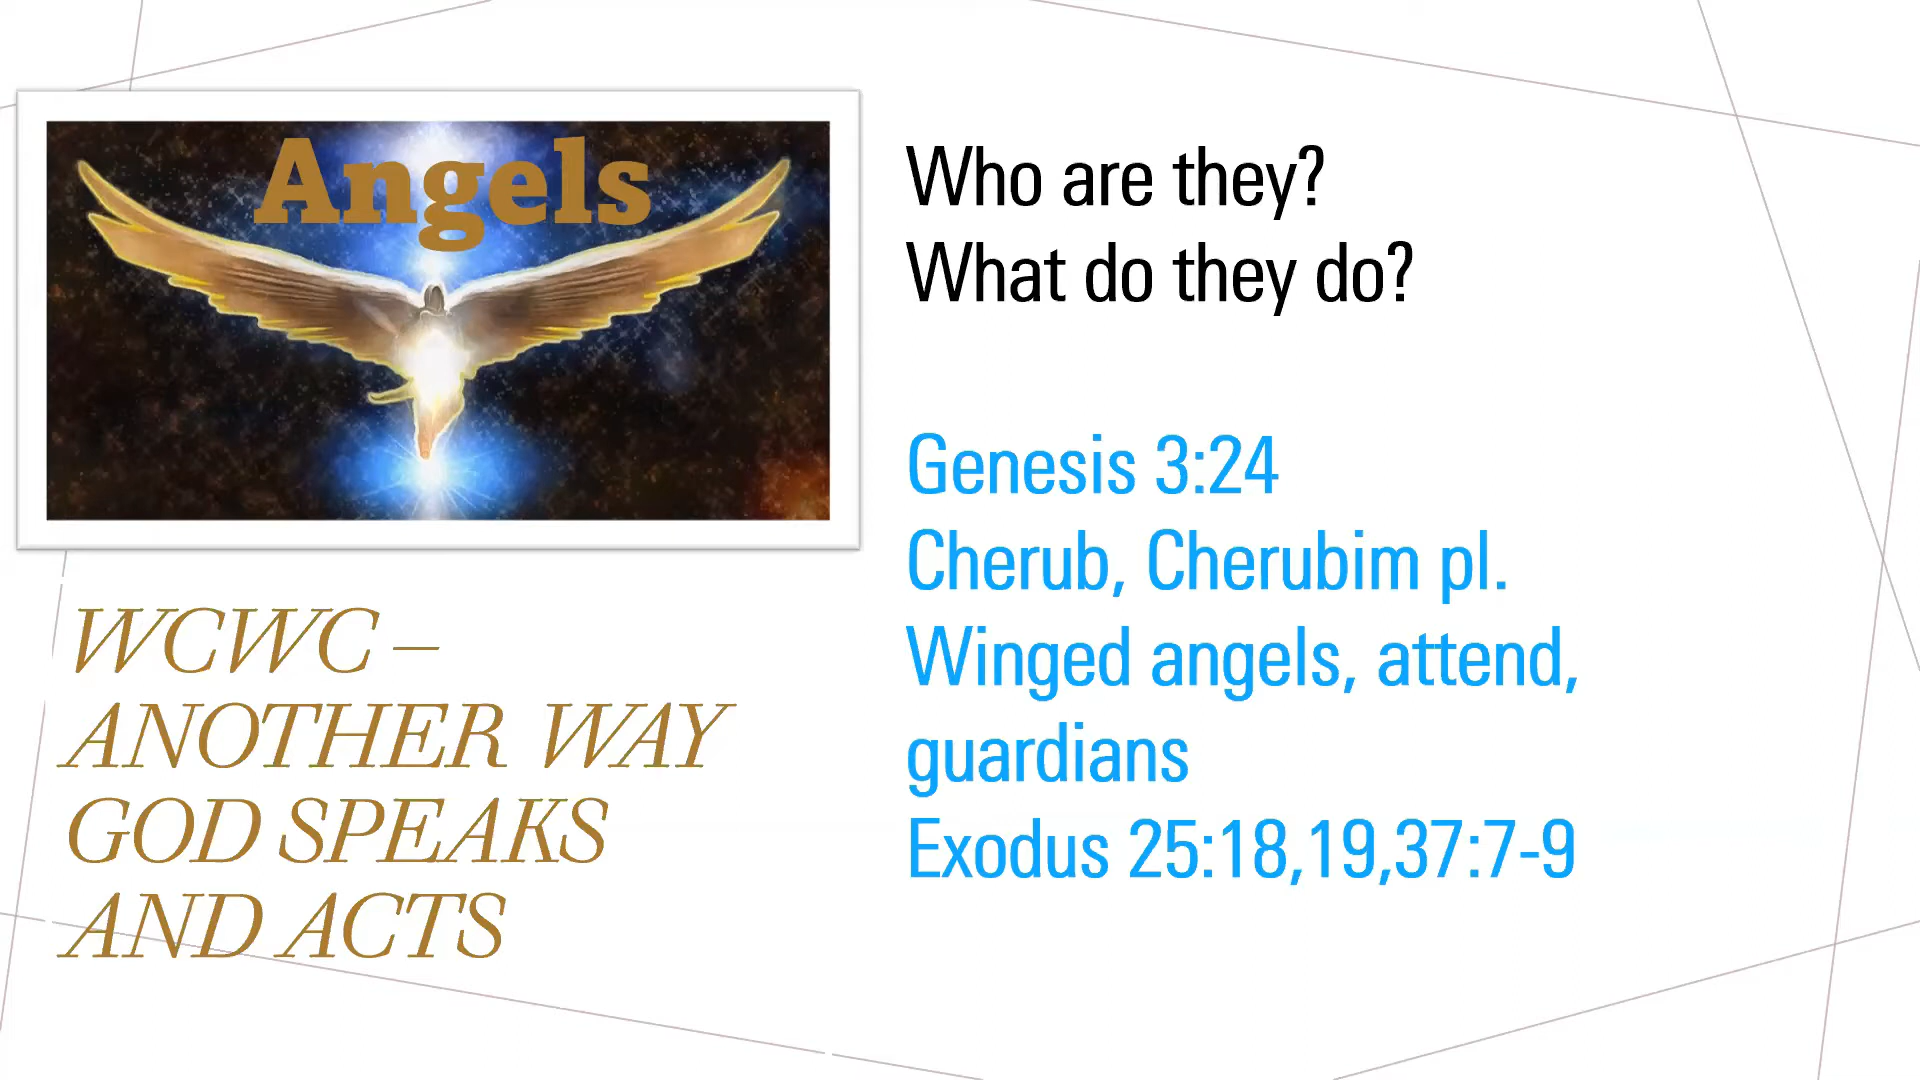 Angels
WCWC –
ANOTHER WAY
GOD SPEAKS
AND ACTS
Who are they?
What do they do?
Genesis 3:24
Cherub, Cherubim pl.
Winged angels, attend,
guardians
Exodus 25:18,19,37:7-9